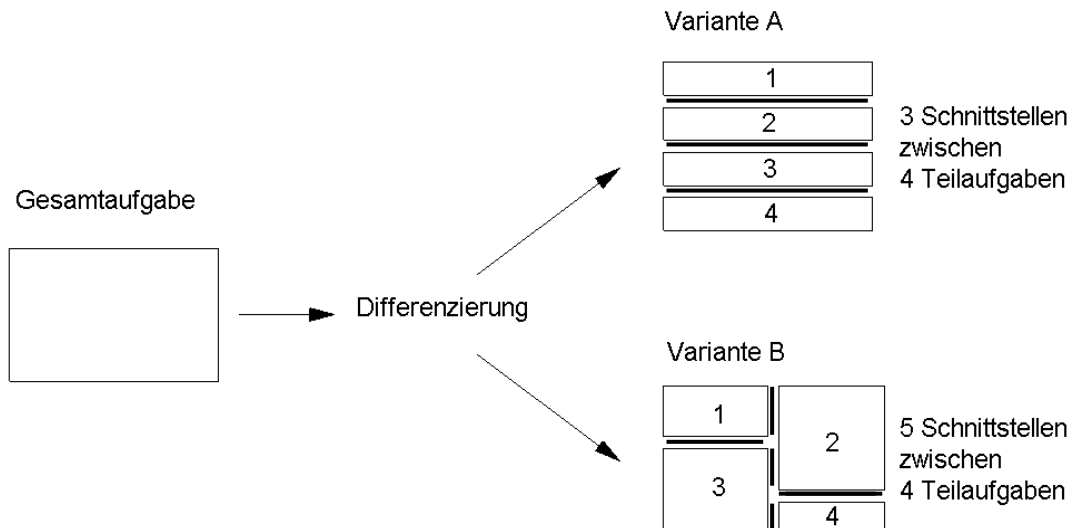 Variante A
1
2
3
4
3 Schnittstellen
zwischen
4 Teilaufgaben
Gesamtaufgabe
Differenzierung
Variante B
1
2
3
4
5 Schnittstellen
zwischen
4 Teilaufgaben